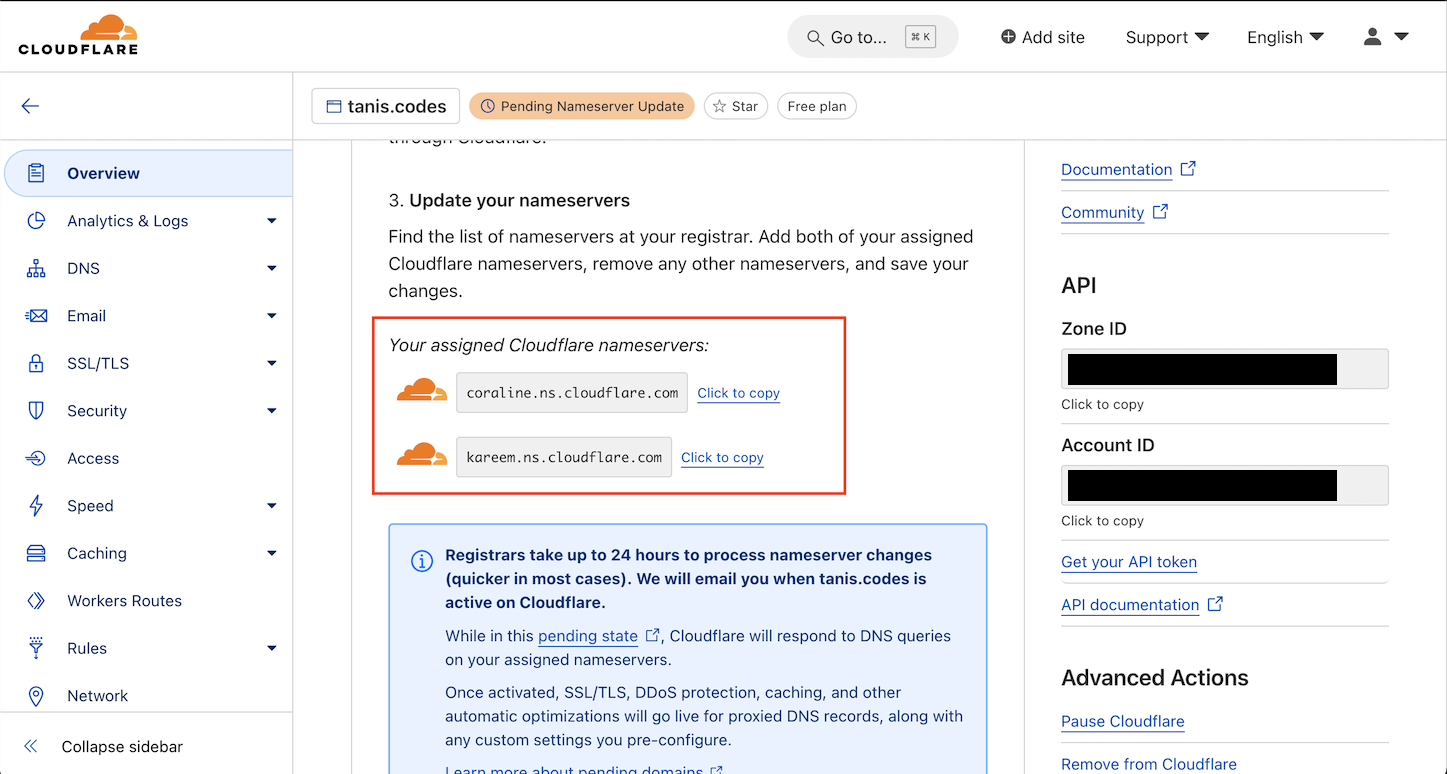 CLOUDFLARE
Go to...
⌘ K
Add site
Support
English
tanis.codes
Pending Nameserver Update
Star
Free plan
Overview
Analytics & Logs
DNS
Email
SSL/TLS
Security
Access
Speed
Caching
Workers Routes
Rules
Network
Collapse sidebar
through Cloudflare.
3. Update your nameservers
Find the list of nameservers at your registrar. Add both of your assigned
Cloudflare nameservers, remove any other nameservers, and save your
changes.
Your assigned Cloudflare nameservers:
coraline.ns.cloudflare.com Click to copy
kareem.ns.cloudflare.com Click to copy
Registrars take up to 24 hours to process nameserver changes
(quicker in most cases). We will email you when tanis.codes is
active on Cloudflare.
While in this pending state, Cloudflare will respond to DNS queries
on your assigned nameservers.
Once activated, SSL/TLS, DDoS protection, caching, and other
automatic optimizations will go live for proxied DNS records, along with
any custom settings you pre-configure.
Learn more about pending domains
Documentation
Community
API
Zone ID
Click to copy
Account ID
Click to copy
Get your API token
API documentation
Advanced Actions
Pause Cloudflare
Remove from Cloudflare